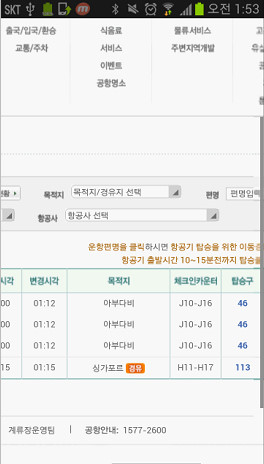 SKT 오전 1:53
출국/입국/환승 식음료 물류서비스
교통/주차 서비스 주변지역개발
이벤트
공항명소
현황 목적지 목적지/경유지 선택 편명 편명입력
항공사 항공사 선택
운항편명을 클릭하시면 항공기 탑승을 위한 이동
항공기 출발시간 10~15분전까지 탑승
시각 변경시각 목적지 체크인카운터 탑승구
00 01:12 아부다비 J10-J16 46
00 01:12 아부다비 J10-J16 46
00 01:12 아부다비 J10-J16 46
15 01:15 싱가포르 경유 H11-H17 113
계류장운영팀 | 공항안내: 1577-2600